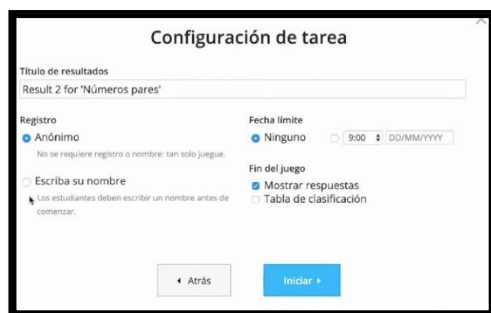 Configuración de tarea
Título de resultados
Result 2 for 'Números pares'
Registro
Anónimo
No se requiere registro o nombre: tan solo juegue.
Escriba su nombre
Los estudiantes deben escribir un nombre antes de
comenzar.
Fecha límite
Ninguno
9:00 DD/MM/YYYY
Fin del juego
Mostrar respuestas
Tabla de clasificación
Atrás
Iniciar